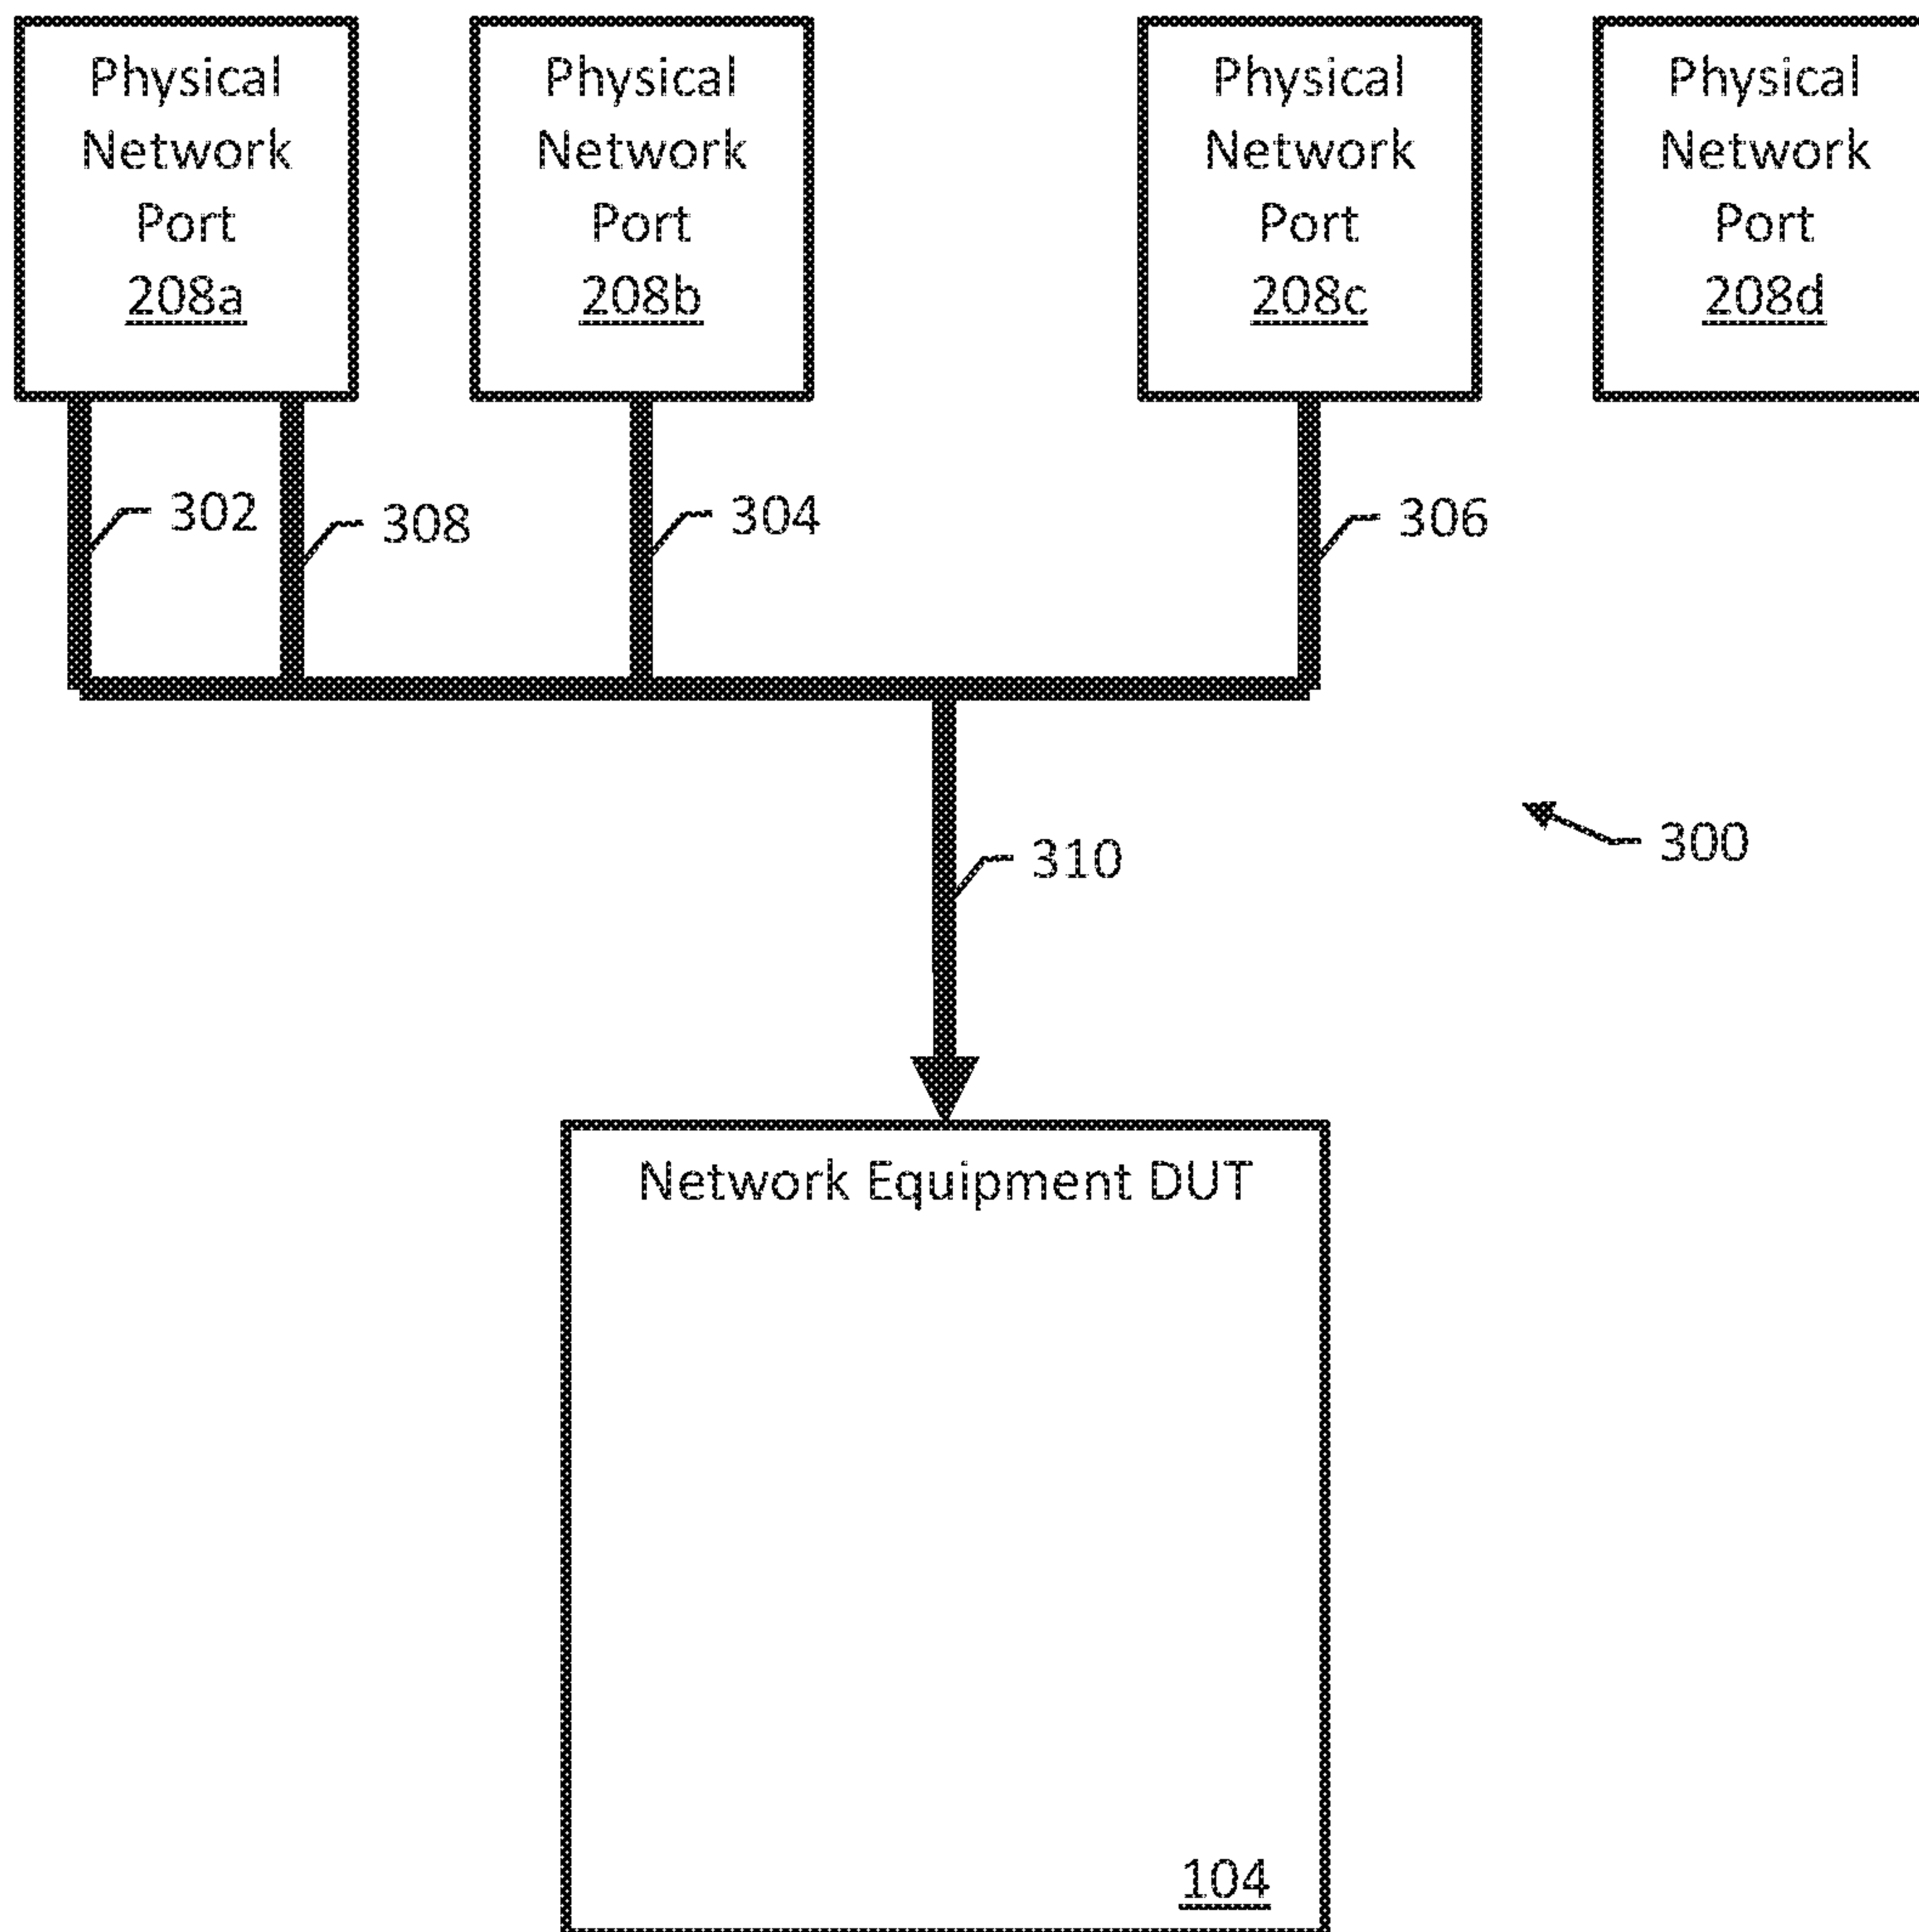 Physical
Network
Port
208a
Physical
Network
Port
208b
Physical
Network
Port
208c
Physical
Network
Port
208d
302
308
304
306
310
300
Network Equipment DUT
104